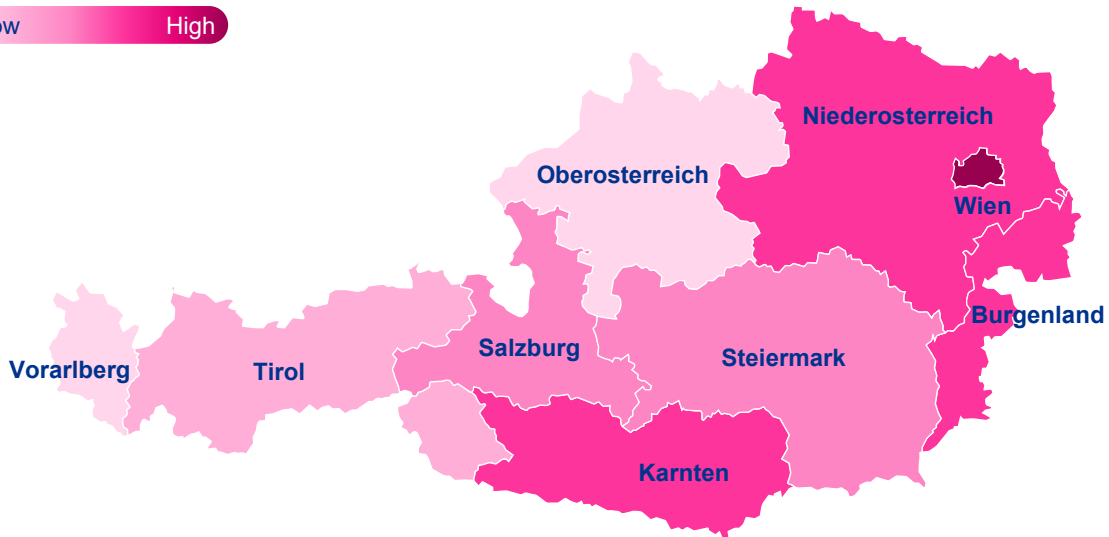 High
Niederosterreich
Oberosterreich
Wien
Burgenland
Salzburg
Steiermark
Vorarlberg
Tirol
Karnten